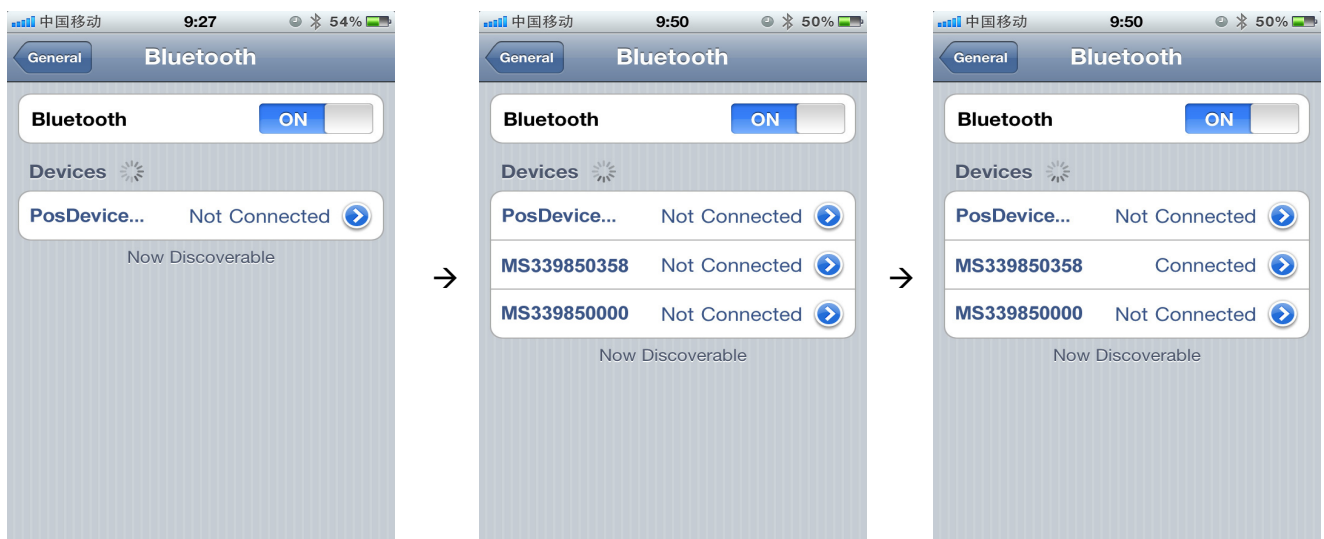 中国移动 9:27 54%
General Bluetooth
Bluetooth ON
Devices
PosDevice... Not Connected
Now Discoverable
→
中国移动 9:50 50%
General Bluetooth
Bluetooth ON
Devices
PosDevice... Not Connected
MS339850358 Not Connected
MS339850000 Not Connected
Now Discoverable
→
中国移动 9:50 50%
General Bluetooth
Bluetooth ON
Devices
PosDevice... Not Connected
MS339850358 Connected
MS339850000 Not Connected
Now Discoverable